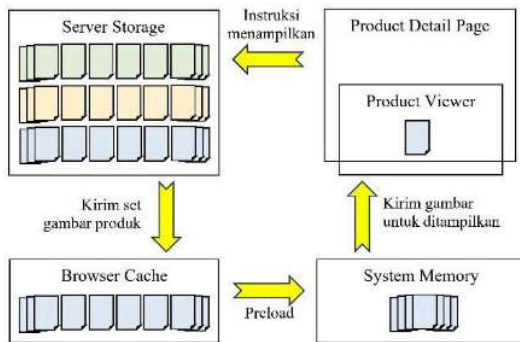 Server Storage
Instruksi
menampilkan
Product Detail Page
Product Viewer
Kirim set
gambar produk
Kirim gambar
untuk ditampilkan
Browser Cache
Preload
System Memory